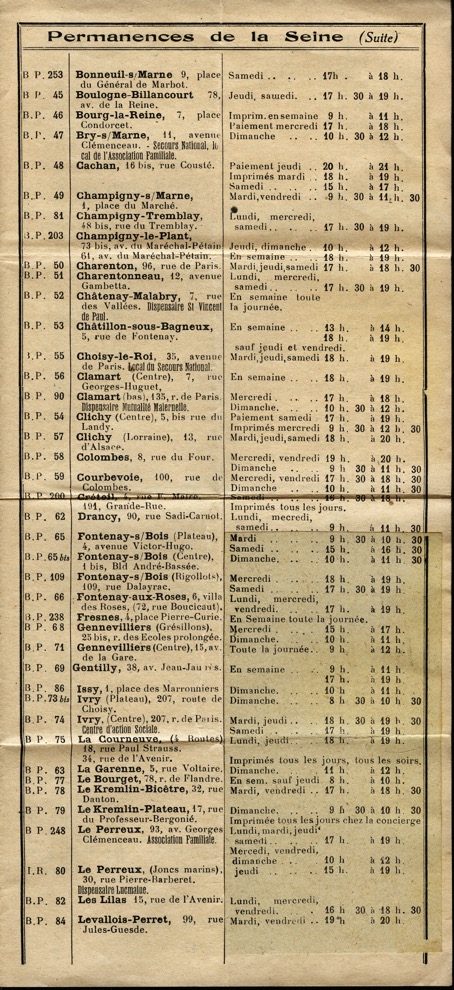 Permanences de la Seine (Suite)
B P. 253 Bonneuil-s/Marne 9, place Samedi .. .. .. 17h . à 18 h.
du Général de Marbot.
B P. 45 Boulogne-Billancourt 78, Jeudi, samedi. .. 17 h. 30 à 19 h.
av. de la Reine.
B P. 46 Bourg-la-Reine, 7, place Imprim. en semaine 9 h. à 11 h.
Condorcet. Paiement mercredi 17 h. à 18 h.
B P. 47 Bry-s/Marne, 11, avenue Dimanche .. .. 10 h. 30 à 12 h.
Clémenceau. - Secours National, lo
cal de l'Association Familiale.
B P. 48 Cachan, 16 bis, rue Cousté. Paiement jeudi .. 20 h. à 21 h.
Imprimés mardi .. 18 h. à 19 h.
Samedi .. .. .. 15 h. à 17 h.
B P. 49 Champigny-s/Marne, Mardi, vendredi .. 9 h. 30 à 11 h. 30
1, place du Marché.
B P. 81 Champigny-Tremblay, Lundi, mercredi,
48 bis, rue du Tremblay. samedi.. .. .. 17 h. 30 à 19 h.
B P. 203 Champigny-le-Plant,
73 bis, av. du Maréchal-Pétain Jeudi, dimanche .. 10 h. à 12 h.
61, av. du Maréchal-Pétain. En semaine .. .. 18 h. à 19 h.
B P. 50 Charenton, 96, rue de Paris. Mardi, jeudi, samedi 17 h. à 18 h. 30
B P. 51 Charentonneau, 12, avenue Lundi, mercredi,
Gambetta. samedi .. .. .. 17 h. 30 à 19 h.
B P. 52 Châtenay-Malabry, 7, rue En semaine toute
des Vallées. Dispensaire St Vincent la journée.
de Paul.
B P. 53 Châtillon-sous-Bagneux, En semaine .. .. 13 h. à 14 h.
5, rue de Fontenay. 18 h. à 19 h.
sauf jeudi et vendredi,
P. 55 Choisy-le-Roi, 35, avenue Mardi, jeudi, samedi 18 h. à 19 h.
de Paris. Local du Secours National.
B P. 56 Clamart (Centre), 7, rue En semaine .. .. 18 h. à 19 h.
Georges-Huguet,
B P. 90 Clamart (bas), 135, r. de Paris. Mercredi .. .. .. 17 h. à 18 h.
Dispensaire Mutualité Maternelle. Dimanche. .. .. 10 h. 30 à 12 h.
B P. 54 Clichy (Centre), 5, bis rue du Paiement samedi 17 h. à 19 h.
Landy. Imprimés mercredi 9 h. 30 à 12 h. 30
B P. 57 Clichy (Lorraine), 13, rue Mardi, jeudi, samedi 18 h. à 20 h.
d'Alsace.
B P. 58 Colombes, 8, rue du Four. Mercredi, vendredi 19 h. à 20 h.
Dimanche .. .. 9 h 30 à 11 h. 30
B P. 59 Courbevoie, 100, rue de Mercredi, vendredi 17 h. 30 à 18 h. 30
Colombes. Dimanche .. .. 10 h. à 11 h. 30
B P. 200 Créteil, rue E. Maire, Samedi
191, Grande-Rue. Imprimés tous les jours.
B P. 62 Drancy, 90, rue Sadi-Carnot. Lundi, mecredi,
samedi.. .. .. 9 h. à 11 h.
B P. 65 Fontenay-s/Bois (Plateau), Mardi .. .. .. 9 h. 30 à 10 h. 30
4, avenue Victor-Hugo. Samedi .. .. .. 15 h. à 16 h. 30
B P. 65 bis Fontenay-s/Bois (Centre), Dimanche. .. .. 10 h. à 11 h. 30
1 bis, Bld André-Bassée.
B P. 109 Fontenay-s/Bois (Rigollots), Mercredi .. .. .. 18 h. à 19 h.
109, rue Dalayrac. Samedi .. .. .. 17 h. 30 à 19 h.
B P. 66 Fontenay-aux-Roses, 6, villa Lundi, mercredi,
des Roses, (72, rue Boucicaut). vendredi. .. .. 17 h. à 19 h.
B P. 238 Fresnes, 4, place Pierre-Curie. En Semaine toute la journée.
B P. 68 Gennevilliers (Grésillons), Mercredi .. .. .. 15 h. à 17 h.
25 bis, r. des Ecoles prolongée. Dimanche. .. .. 10 h. à 11 h.
B P. 71 Gennevilliers (Centre), 15, av. Toute la journée.. 9 h. à 12 h.
de la Gare.
B P. 69 Gentilly, 38, av. Jean-Jaurès. En semaine .. .. 9 h. à 11 h.
17 h. à 19 h.
B P. 86 Issy, 1, place des Marronniers Dimanche. .. .. 10 h à 11 h.
B P. 73 bis Ivry (Plateau), 207, route de Dimanche. .. .. 8 h 30 à 10 h. 30
Choisy.
B P. 74 Ivry, (Centre), 207, r. de Paris. Mardi, jeudi.. .. 18 h. à 19 h.
Centre d'action Sociale. Samedi .. .. .. 17 h. à 19 h.
B P. 75 La Courneuve, (4 Routes) Lundi, jeudi.. .. 18 h. à 19 h.
18, rue Paul Strauss.
34, rue de l'Avenir. Imprimés tous les jours, tous les soirs.
B P. 63 La Garenne, 5, rue Voltaire. Dimanche. .. .. 11 h. à 12 h.
B P. 77 Le Bourget, 78, r. de Flandre. En sem. sauf jeudi 8 h. à 10 h.
B P. 78 Le Kremlin-Bicêtre, 32, rue Mardi, vendredi .. 17 h. à 18 h. 30
Danton.
B P. 79 Le Kremlin-Plateau, 17, rue Dimanche. .. .. 9 h 30 à 10 h. 30
du Professeur-Bergonié. Imprimée tous les jours chez la concierge
B P. 248 Le Perreux, 93, av. Georges Lundi, mardi, jeudi
Clémenceau. Association Familiale. samedi.. .. .. 17 h. à 19 h.
Mercedi, vendredi,
dimanche .. .. 10 h à 12 h.
I.R. 80 Le Perreux, (Joncs marins), jeudi .. .. .. 15 h. à 19 h.
30, rue Pierre-Barberet.
Dispensaire Lucmaine.
B P. 82 Les Lilas 15, rue de l'Avenir. Lundi, mercredi,
vendredi. .. .. 16 h 30 à 18 h. 30
B P. 84 Levallois-Perret, 99, rue Mardi, vendredi .. 19 h à 20 h.
Jules-Guesde.